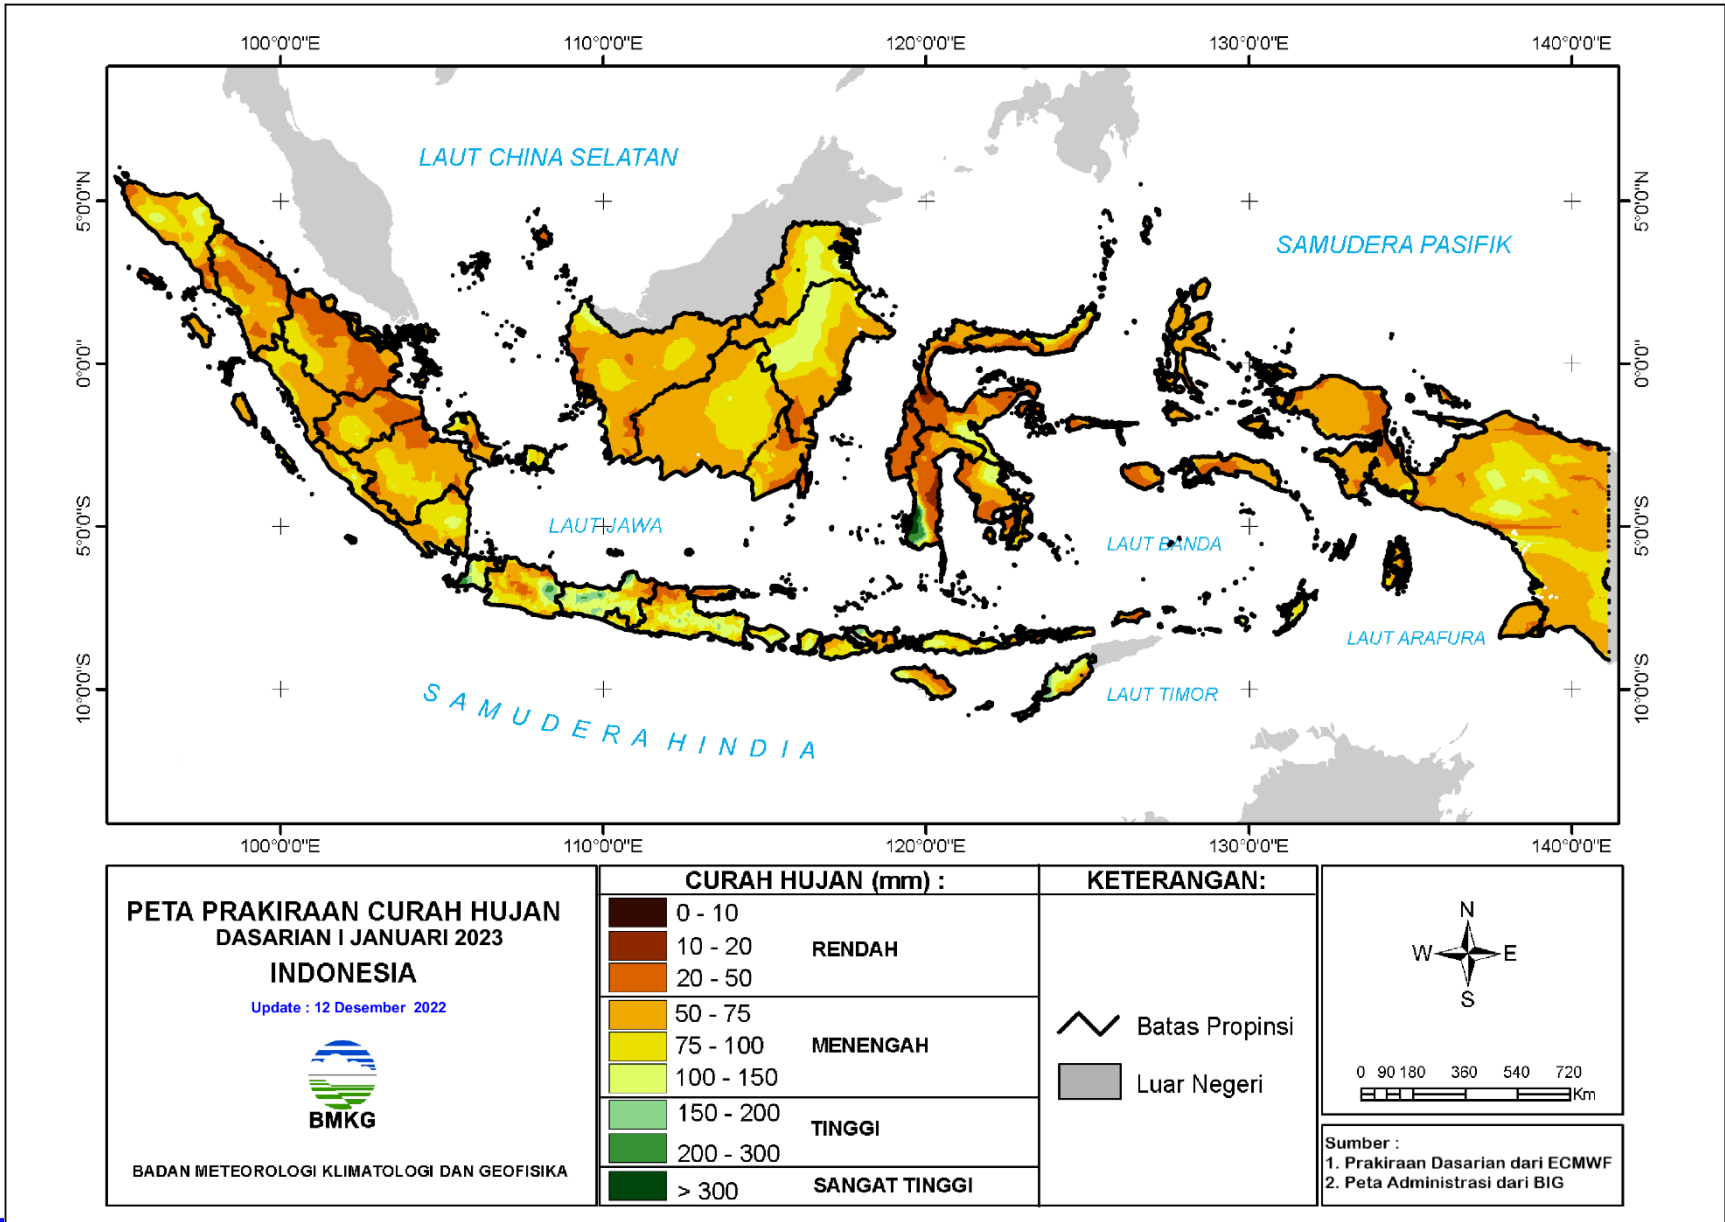 100°0'0"E 110°0'0"E 120°0'0"E 130°0'0"E 140°0'0"E
5°0'0"N
0°0'0"
5°0'0"S
10°0'0"S
LAUT CHINA SELATAN
SAMUDERA PASIFIK
LAUT JAWA
LAUT BANDA
LAUT ARAFURA
LAUT TIMOR
SAMUDERA HINDIA
5°0'0"N
0°0'0"
5°0'0"S
10°0'0"S
100°0'0"E 110°0'0"E 120°0'0"E 130°0'0"E 140°0'0"E
PETA PRAKIRAAN CURAH HUJAN
DASARIAN I JANUARI 2023
INDONESIA
Update : 12 Desember 2022
BMKG
BADAN METEOROLOGI KLIMATOLOGI DAN GEOFISIKA
CURAH HUJAN (mm) :
0 - 10
10 - 20
20 - 50
RENDAH
50 - 75
75 - 100
100 - 150
MENENGAH
150 - 200
200 - 300
TINGGI
> 300
SANGAT TINGGI
KETERANGAN:
Batas Propinsi
Luar Negeri
N
W E
S
0 90 180 360 540 720
Km
Sumber :
1. Prakiraan Dasarian dari ECMWF
2. Peta Administrasi dari BIG